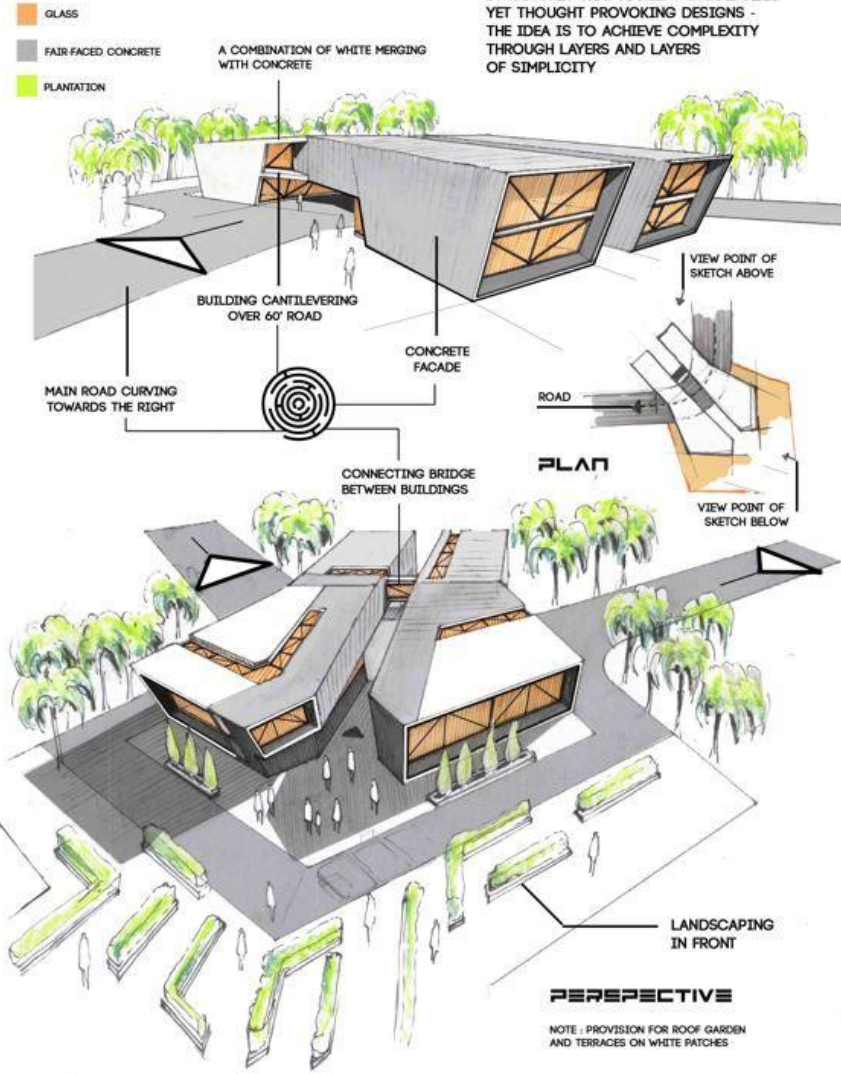 YET THOUGHT PROVOKING DESIGNS -
THE IDEA IS TO ACHIEVE COMPLEXITY
THROUGH LAYERS AND LAYERS
OF SIMPLICITY
GLASS
FAIR-FACED CONCRETE
PLANTATION
A COMBINATION OF WHITE MERGING
WITH CONCRETE
VIEW POINT OF
SKETCH ABOVE
BUILDING CANTILEVERING
OVER 60' ROAD
CONCRETE
FACADE
MAIN ROAD CURVING
TOWARDS THE RIGHT
ROAD
PLAN
CONNECTING BRIDGE
BETWEEN BUILDINGS
VIEW POINT OF
SKETCH BELOW
LANDSCAPING
IN FRONT
PERSPECTIVE
NOTE : PROVISION FOR ROOF GARDEN
AND TERRACES ON WHITE PATCHES